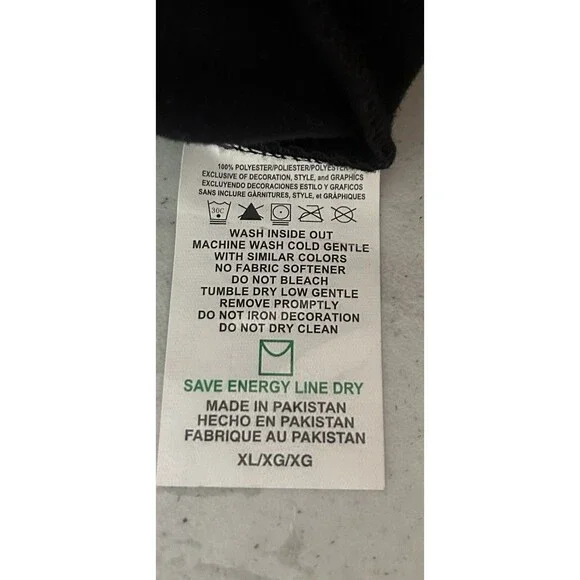 100% POLYESTER/POLIESTER/POLYESTER
EXCLUSIVE OF DECORATION, STYLE, and GRAPHICS
EXCLUYENDO DECORACIONES ESTILO Y GRAFICOS
SANS INCLURE GÀRNITURES, STYLE, et GRÀPHIQUES
30C
WASH INSIDE OUT
MACHINE WASH COLD GENTLE
WITH SIMILAR COLORS
NO FABRIC SOFTENER
DO NOT BLEACH
TUMBLE DRY LOW GENTLE
REMOVE PROMPTLY
DO NOT IRON DECORATION
DO NOT DRY CLEAN
SAVE ENERGY LINE DRY
MADE IN PAKISTAN
HECHO EN PAKISTAN
FABRIQUE AU PAKISTAN
XL/XG/XG